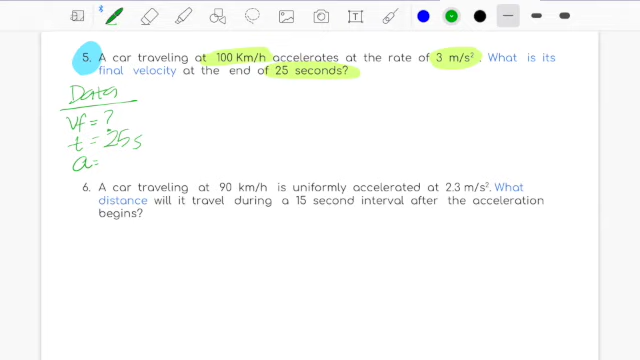 5. A car traveling at 100 Km/h accelerates at the rate of 3 m/s². What is its
final velocity at the end of 25 seconds?
Data
Vf = ?
t = 25 s
a =
6. A car traveling at 90 km/h is uniformly accelerated at 2.3 m/s². What
distance will it travel during a 15 second interval after the acceleration
begins?